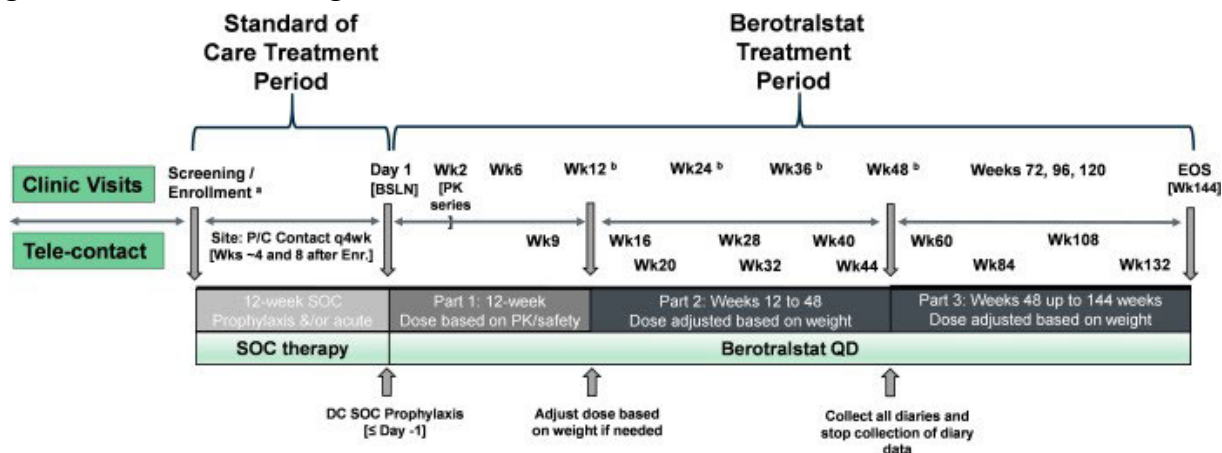 Standard of
Care Treatment
Period
Berotralstat
Treatment
Period
Clinic Visits
Screening /
Enrollment a
Day 1
[BSLN]
Wk2
[PK
series
]
Wk6
Wk12 b
Wk24 b
Wk36 b
Wk48 b
Weeks 72, 96, 120
EOS
[Wk144]
Tele-contact
Site: P/C Contact q4wk
[Wks ~4 and 8 after Enr.]
Wk9
Wk16
Wk20
Wk28
Wk32
Wk40
Wk44
Wk60
Wk84
Wk108
Wk132
12-week SOC
Prophylaxis &/or acute
Part 1: 12-week
Dose based on PK/safety
Part 2: Weeks 12 to 48
Dose adjusted based on weight
Part 3: Weeks 48 up to 144 weeks
Dose adjusted based on weight
SOC therapy
Berotralstat QD
DC SOC Prophylaxis
[≤ Day -1]
Adjust dose based
on weight if needed
Collect all diaries and
stop collection of diary
data